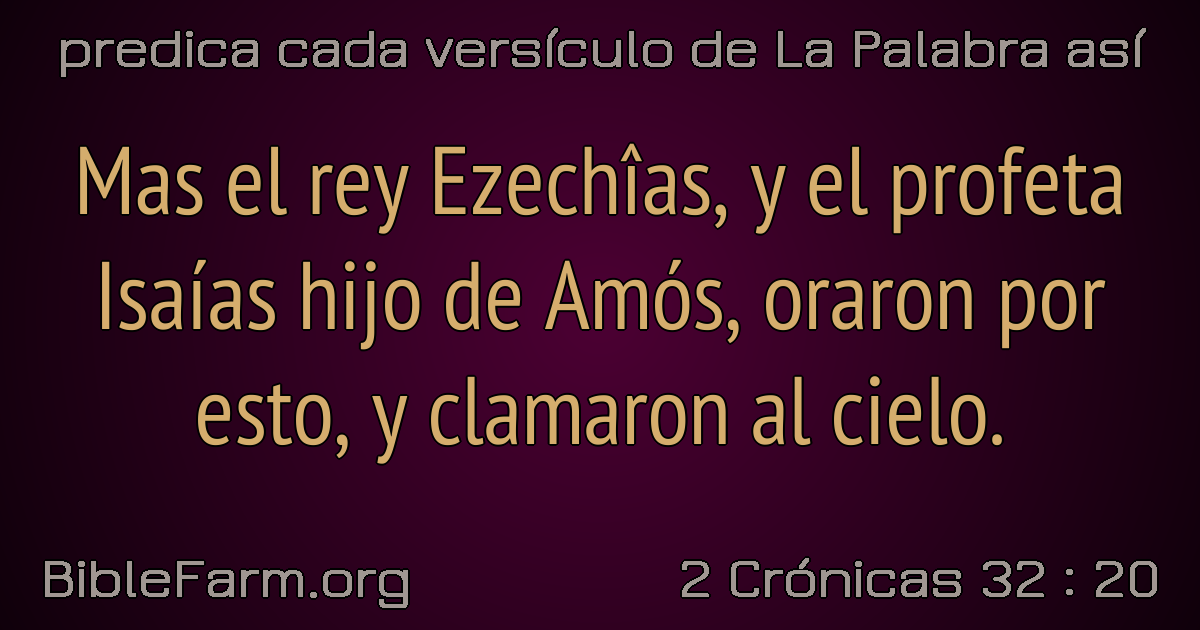 predica cada versículo de La Palabra así
Mas el rey Ezechîas, y el profeta
Isaías hijo de Amós, oraron por
esto, y clamaron al cielo.
BibleFarm.org
2 Crónicas 32 : 20